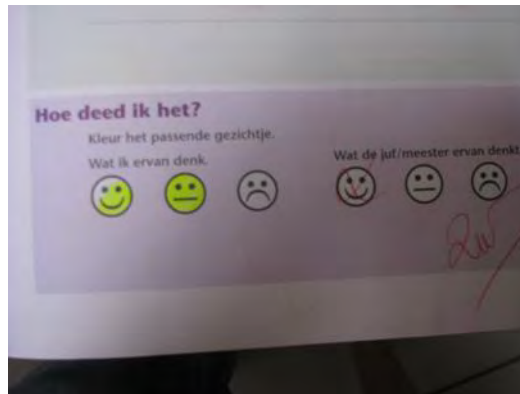 Hoe deed ik het?
Kleur het passende gezichtje.
Wat ik ervan denk.
Wat de juf/meester ervan denkt